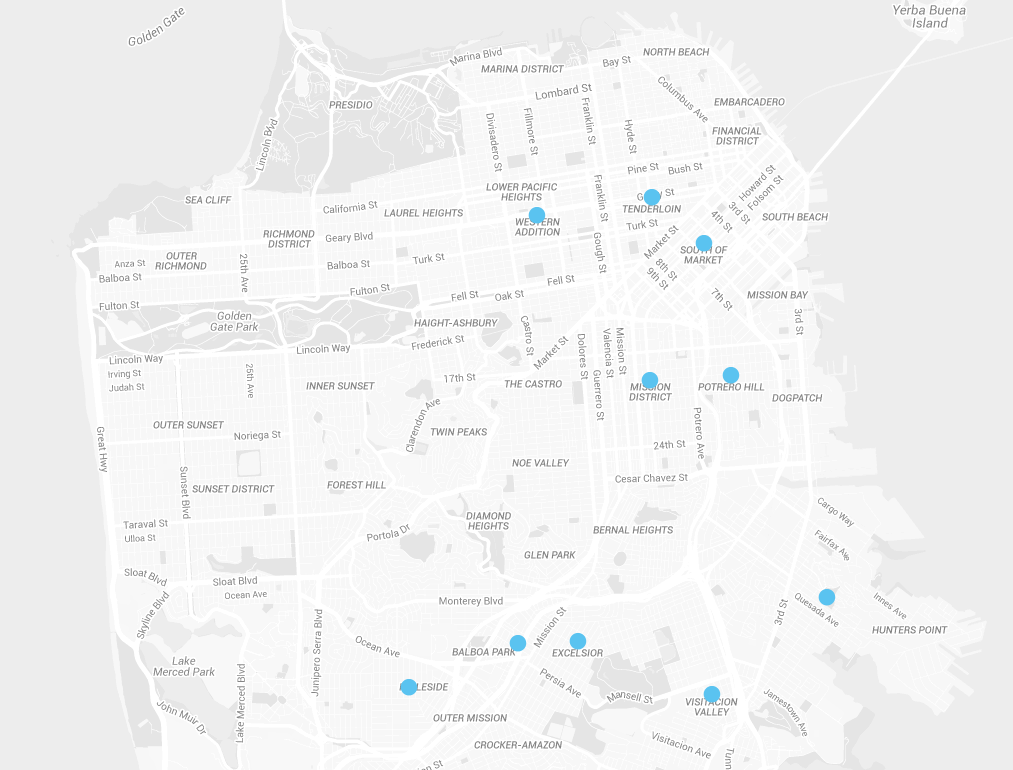 Yerba Buena
Island
Golden Gate
NORTH BEACH
Marina Blvd
Bay St
MARINA DISTRICT
Columbus Ave
Lombard St
EMBARCADERO
PRESIDIO
Franklin St
Fillmore St
Divisadero St
Hyde St
FINANCIAL
DISTRICT
Lincoln Blvd
Pine St
Bush St
Howard St
Folsom St
SEA CLIFF
LOWER PACIFIC
HEIGHTS
Franklin St
St
TENDERLOIN
California St
LAUREL HEIGHTS
3rd St
4th St
SOUTH BEACH
WESTERN
ADDITION
Turk St
RICHMOND
DISTRICT
Geary Blvd
Gough St
Market St
SOUTH OF
MARKET
OUTER
RICHMOND
Anza St
Balboa St
25th Ave
Balboa St
Turk St
8th St
9th St
Fulton St
Fulton St
Fell St
Oak St
Fell St
7th St
MISSION BAY
3rd St
Golden
Gate Park
HAIGHT-ASHBURY
Frederick St
Castro St
Market St
Dolores St
Valencia St
Mission St
Lincoln Way
Lincoln Way
Irving St
Judah St
25th Ave
INNER SUNSET
17th St
THE CASTRO
Guerrero St
MISSION
DISTRICT
POTRERO HILL
DOGPATCH
Clarendon Ave
OUTER SUNSET
Noriega St
TWIN PEAKS
Potrero Ave
24th St
Great Hwy
NOE VALLEY
Cesar Chavez St
Sunset Blvd
SUNSET DISTRICT
FOREST HILL
Cargo Way
Taraval St
Ulloa St
Portola Dr
DIAMOND
HEIGHTS
BERNAL HEIGHTS
Fairfax Ave
GLEN PARK
Sloat Blvd
Sloat Blvd
Ocean Ave
Skyline Blvd
Monterey Blvd
Quesada Ave
Innes Ave
3rd St
HUNTERS POINT
Mission St
Junipero Serra Blvd
Ocean Ave
BALBOA PARK
EXCELSIOR
Lake
Merced Park
Lake Merced Blvd
INGLESIDE
Persia Ave
Mansell St
VISITACION
VALLEY
Jamestown Ave
John Muir Dr
OUTER MISSION
CROCKER-AMAZON
Visitacion Ave
Tunn
on St